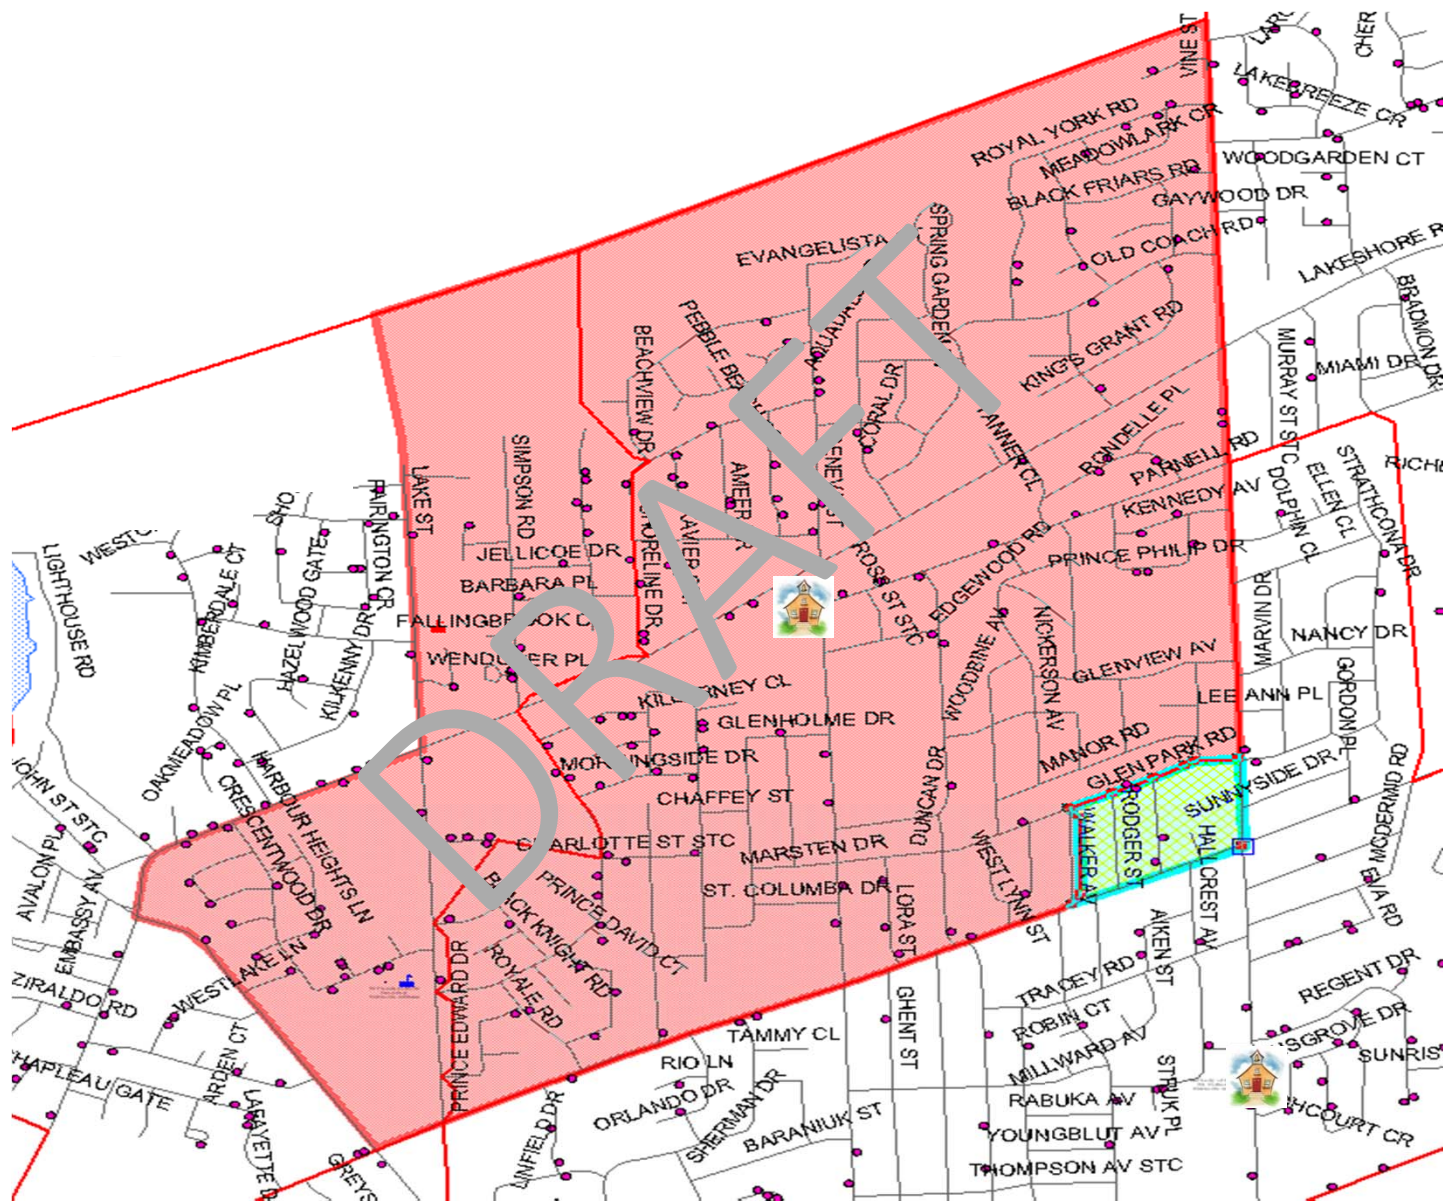 VINE ST
LAKEBREEZE CR
ROYAL YORK RD
MEADOWLARK CR
WOODGARDEN CT
BLACK FRIARS RD
GAYWOOD DR
OLD COACH RD
EVANGELISTA
SPRING GARDEN
LAKESHORE R
BRADMON DR
KING'S GRANT RD
MURRAY ST STC
MIAMI DR
BEACHVIEW DR
CORAL DR
TANNER CL
RONDELLE PL
PARNELL RD
KENNEDY AV
DOLPHIN CL
ELLEN CL
STRATHCONA DR
SIMPSON RD
LAKE ST
JELLICOE DR
BARBARA PL
SHORELINE DR
ROSS ST STC
EDGEWOOD RD
PRINCE PHILIP DR
LIGHTHOUSE RD
KIMBERDALE CT
HAZELWOOD GATE
KILKENNY DR
WENDOVER PL
WOODBINE AV
NICKERSON AV
GLENVIEW AV
MARVIN DR
NANCY DR
LEE ANN PL
GORDON PL
GLENHOLME DR
MORNINGSIDE DR
CHAFFEY ST
MANOR RD
GLEN PARK RD
SUNNYSIDE DR
OAKMEADOW PL
HARBOUR HEIGHTS LN
CRESCENTWOOD DR
JOHN ST STC
AVALON PL
EMBASSY AV
CHARLOTTE ST STC
MARSTEN DR
ST. COLUMBA DR
DUNCAN DR
WEST LYNN ST
WALKER AV
RODGER ST
HALLCREST AV
MCDERMID RD
EVA RD
BLACK KNIGHT RD
PRINCE DAVID CT
ROYALE RD
LORA ST
AIKEN ST
WESTLAKE LN
PRINCE EDWARD DR
ZIRALDO RD
TRACEY RD
ROBIN CT
MILLWARD AV
REGENT DR
SGROVE DR
SUNRIS
TAMMY CL
RIO LN
ORLANDO DR
SHERMAN DR
BARANIUK ST
GHENT ST
RABUKA AV
STRUK PL
YOUNGBLUT AV
THOMPSON AV STC
HCOURT CR
HAPLEAU GATE
ARDEN CT
LAFAYETTE D
GREYS
LINFIELD DR
DRAFT